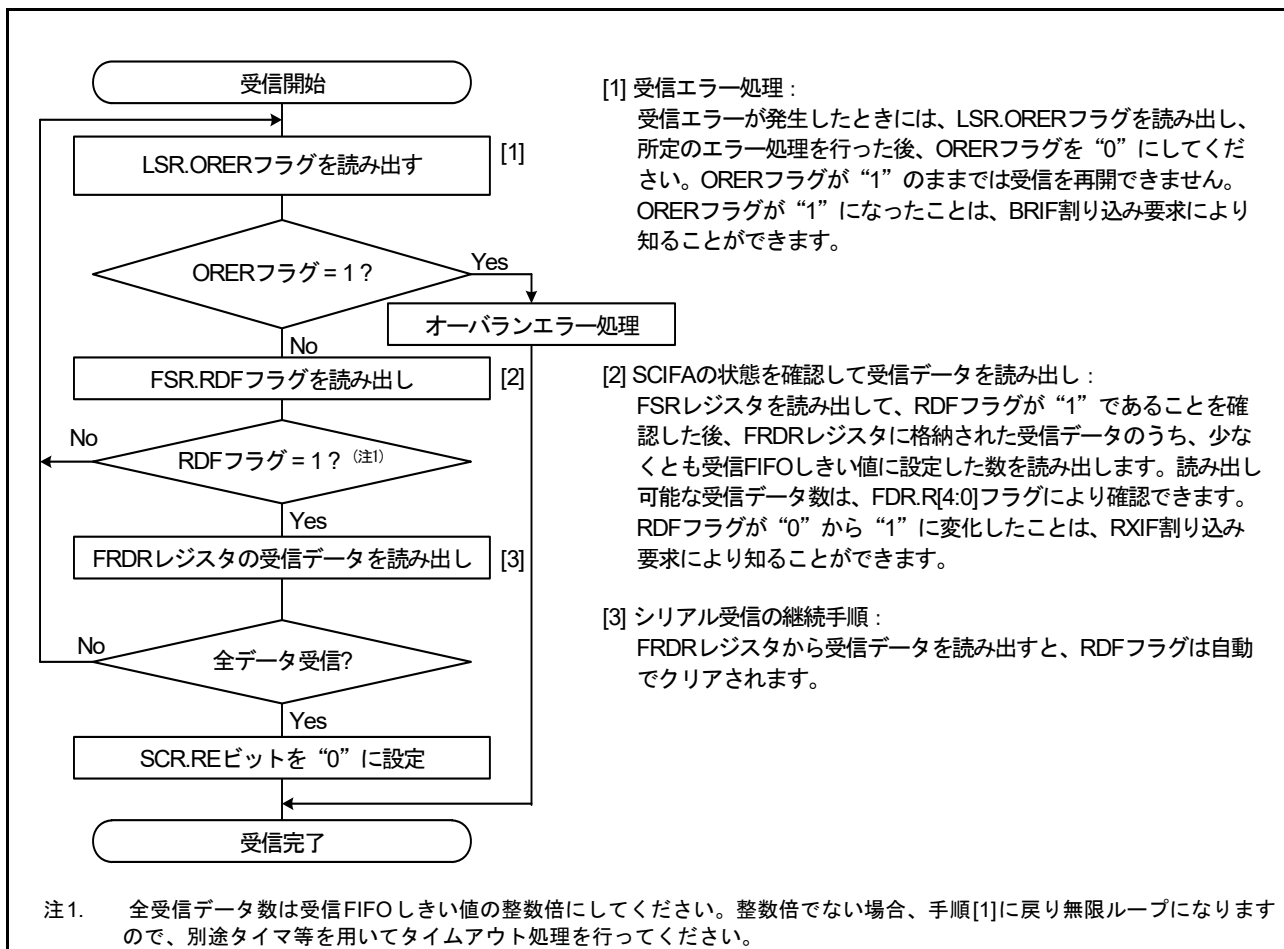 受信開始
LSR.ORERフラグを読み出す
[1]
ORERフラグ = 1 ?
Yes
オーバランエラー処理
No
FSR.RDFフラグを読み出し
[2]
No
RDFフラグ = 1 ? (注1)
Yes
FRDRレジスタの受信データを読み出し
[3]
No
全データ受信?
Yes
SCR.REビットを“0”に設定
受信完了
[1] 受信エラー処理：
受信エラーが発生したときには、LSR.ORERフラグを読み出し、
所定のエラー処理を行った後、ORERフラグを“0”にしてくだ
さい。ORERフラグが“1”のままでは受信を再開できません。
ORERフラグが“1”になったことは、BRIF割り込み要求により
知ることができます。
[2] SCIFAの状態を確認して受信データを読み出し：
FSRレジスタを読み出して、RDFフラグが“1”であることを確
認した後、FRDRレジスタに格納された受信データのうち、少な
くとも受信FIFOしきい値に設定した数を読み出します。読み出し
可能な受信データ数は、FDR.R[4:0]フラグにより確認できます。
RDFフラグが“0”から“1”に変化したことは、RXIF割り込み
要求により知ることができます。
[3] シリアル受信の継続手順：
FRDRレジスタから受信データを読み出すと、RDFフラグは自動
でクリアされます。
注1. 全受信データ数は受信FIFOしきい値の整数倍にしてください。整数倍でない場合、手順[1]に戻り無限ループになります
ので、別途タイマ等を用いてタイムアウト処理を行ってください。